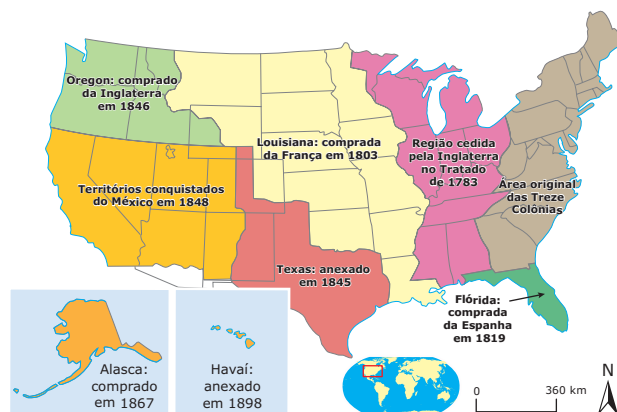 Oregon: comprado
da Inglaterra
em 1846
Louisiana: comprada
da França em 1803
Região cedida
pela Inglaterra
no Tratado
de 1783
Área original
das Treze
Colônias
Territórios conquistados
do México em 1848
Texas: anexado
em 1845
Flórida:
comprada
da Espanha
em 1819
Alasca:
comprado
em 1867
Havaí:
anexado
em 1898
N
0 360 km